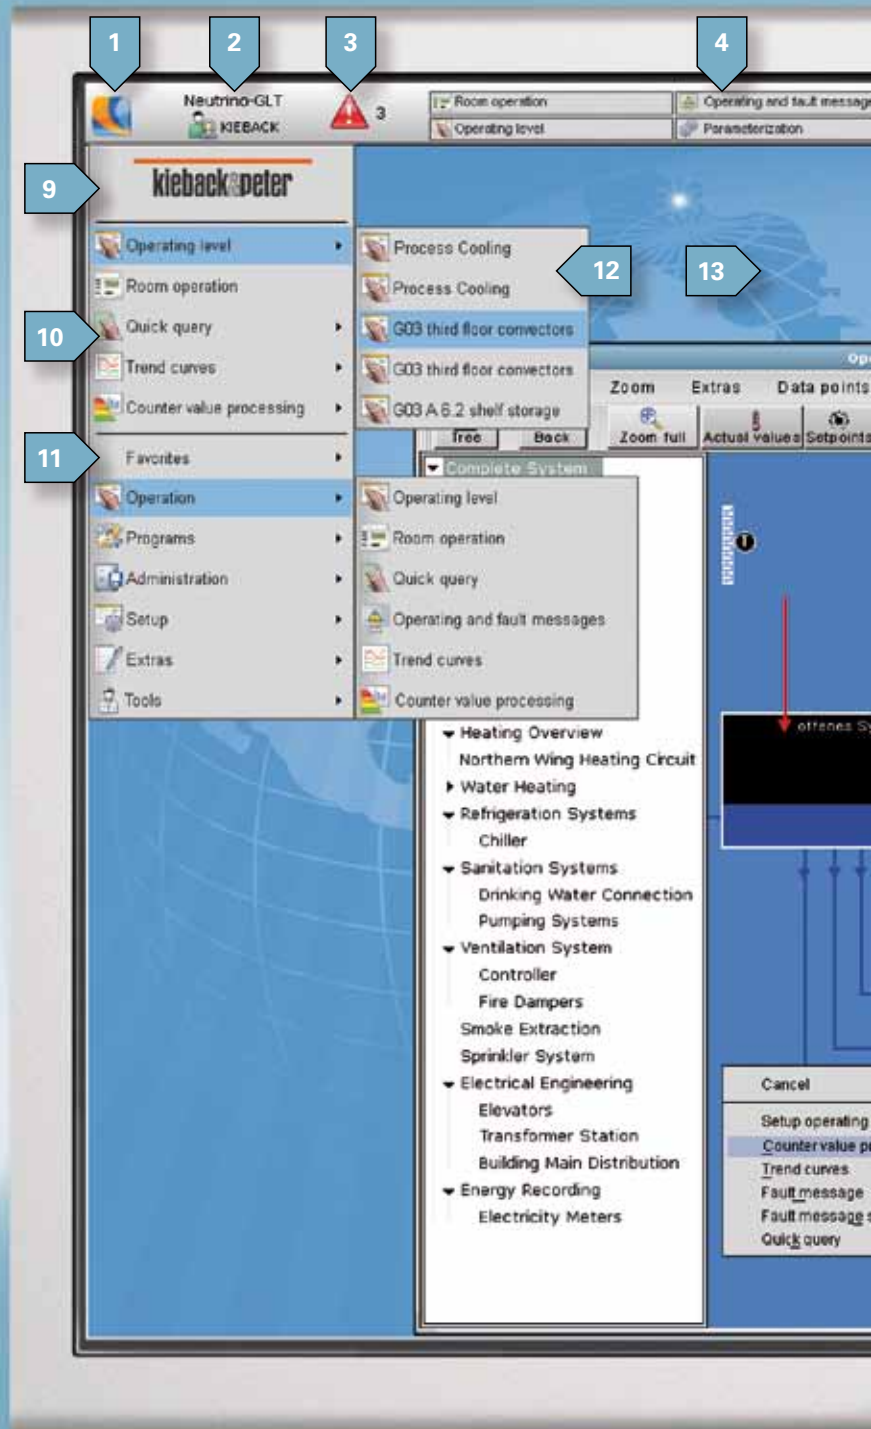 1 2 3 4
Neutrino-GLT
KIEBACK
3
Room operation
Operating and fault message
Operating level
Parameterization
9
kieback&peter
Operating level
Room operation
10
Quick query
Trend curves
Counter value processing
11
Favorites
Operation
Programs
Administration
Setup
Extras
Tools
Process Cooling
12 13
Process Cooling
G03 third floor convectors
G03 third floor convectors
G03 A 6.2 shelf storage
Zoom Extras Data points
Tree Back Zoom full Actual values Setpoints
Complete System
Operating level
Room operation
Quick query
Operating and fault messages
Trend curves
Counter value processing
Heating Overview
Northern Wing Heating Circuit
Water Heating
Refrigeration Systems
Chiller
Sanitation Systems
Drinking Water Connection
Pumping Systems
Ventilation System
Controller
Fire Dampers
Smoke Extraction
Sprinkler System
Electrical Engineering
Elevators
Transformer Station
Building Main Distribution
Energy Recording
Electricity Meters
offenes Sy
Cancel
Setup operating
Counter value p
Trend curves
Fault message
Fault message s
Quick query